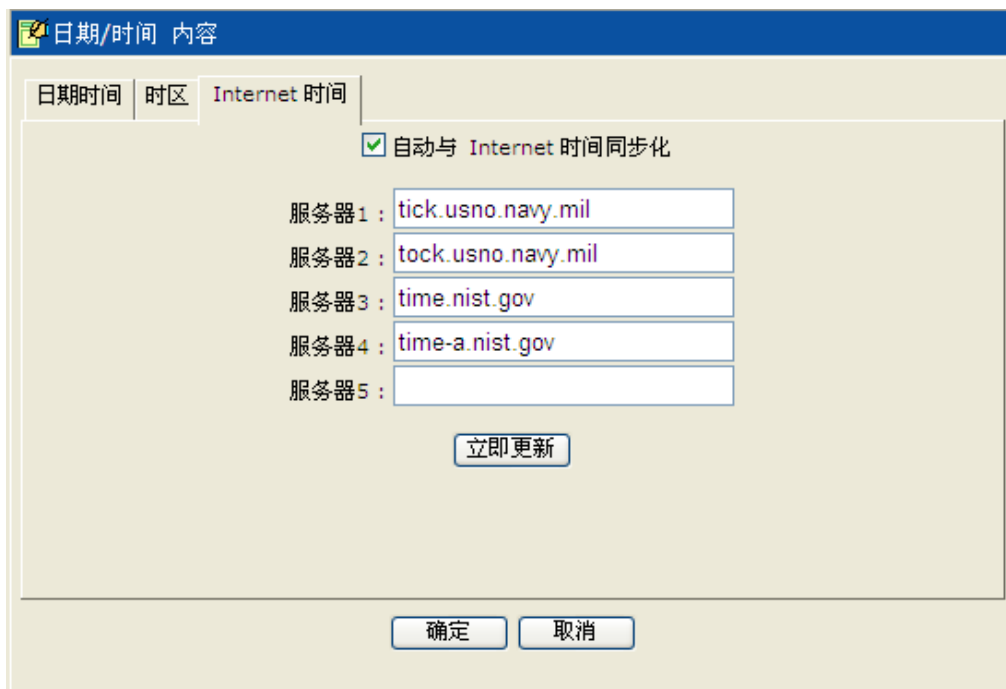 日期/时间 内容
日期时间 时区 Internet 时间
自动与 Internet 时间同步化
服务器1 : tick.usno.navy.mil
服务器2 : tock.usno.navy.mil
服务器3 : time.nist.gov
服务器4 : time-a.nist.gov
服务器5 :
立即更新
确定 取消